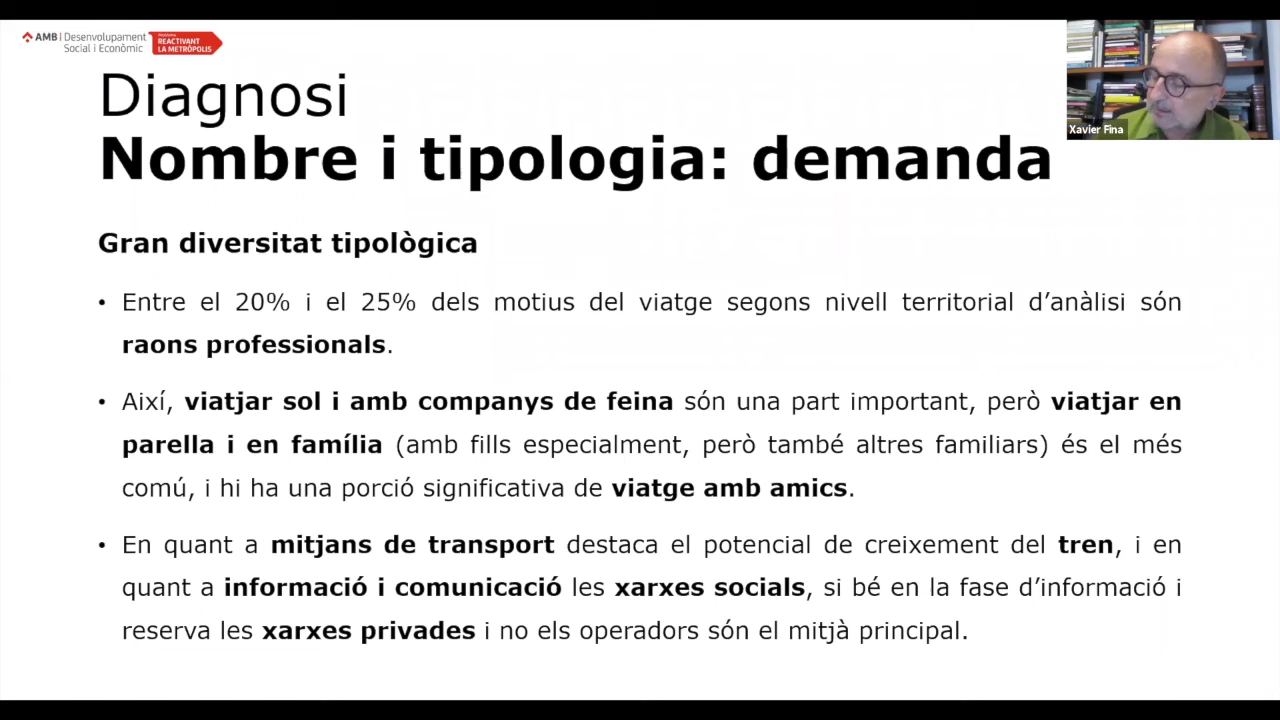 AMB Desenvolupament
Social i Econòmic
PROGRAMA
REACTIVANT
LA METRÒPOLIS
Xavier Fina
Diagnosi
Nombre i tipologia: demanda
Gran diversitat tipològica
• Entre el 20% i el 25% dels motius del viatge segons nivell territorial d’anàlisi són
raons professionals.
• Així, viatjar sol i amb companys de feina són una part important, però viatjar en
parella i en família (amb fills especialment, però també altres familiars) és el més
comú, i hi ha una porció significativa de viatge amb amics.
• En quant a mitjans de transport destaca el potencial de creixement del tren, i en
quant a informació i comunicació les xarxes socials, si bé en la fase d’informació i
reserva les xarxes privades i no els operadors són el mitjà principal.